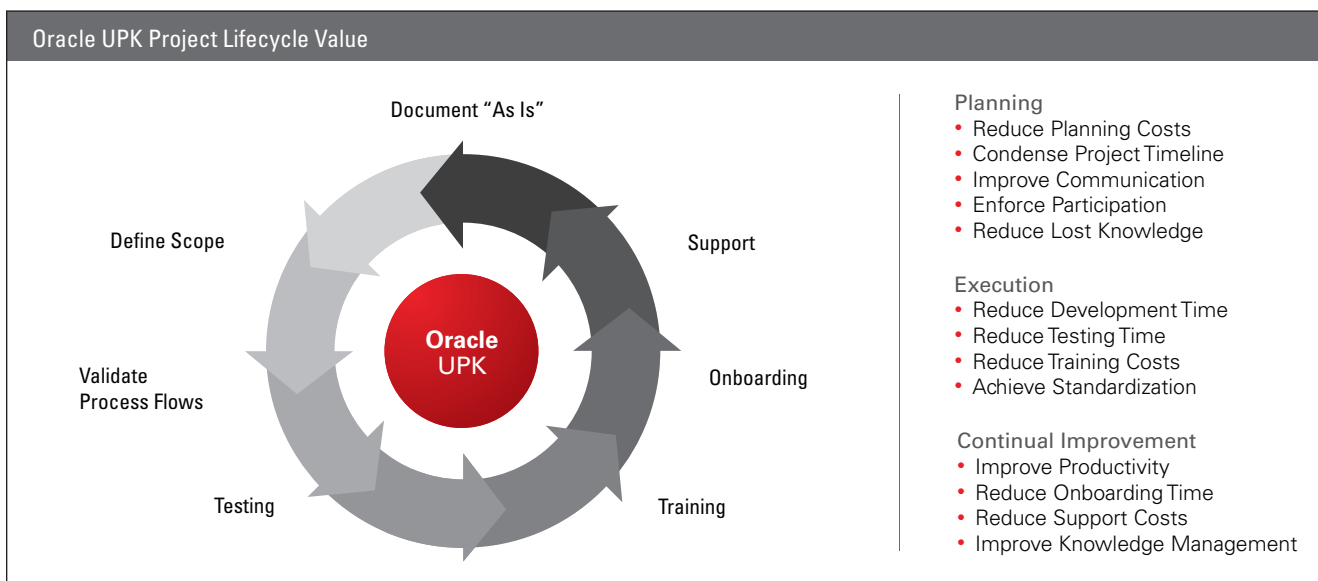 Oracle UPK Project Lifecycle Value
Document “As Is”
Define Scope
Validate
Process Flows
Testing
Training
Onboarding
Support
Oracle
UPK
Planning
• Reduce Planning Costs
• Condense Project Timeline
• Improve Communication
• Enforce Participation
• Reduce Lost Knowledge
Execution
• Reduce Development Time
• Reduce Testing Time
• Reduce Training Costs
• Achieve Standardization
Continual Improvement
• Improve Productivity
• Reduce Onboarding Time
• Reduce Support Costs
• Improve Knowledge Management